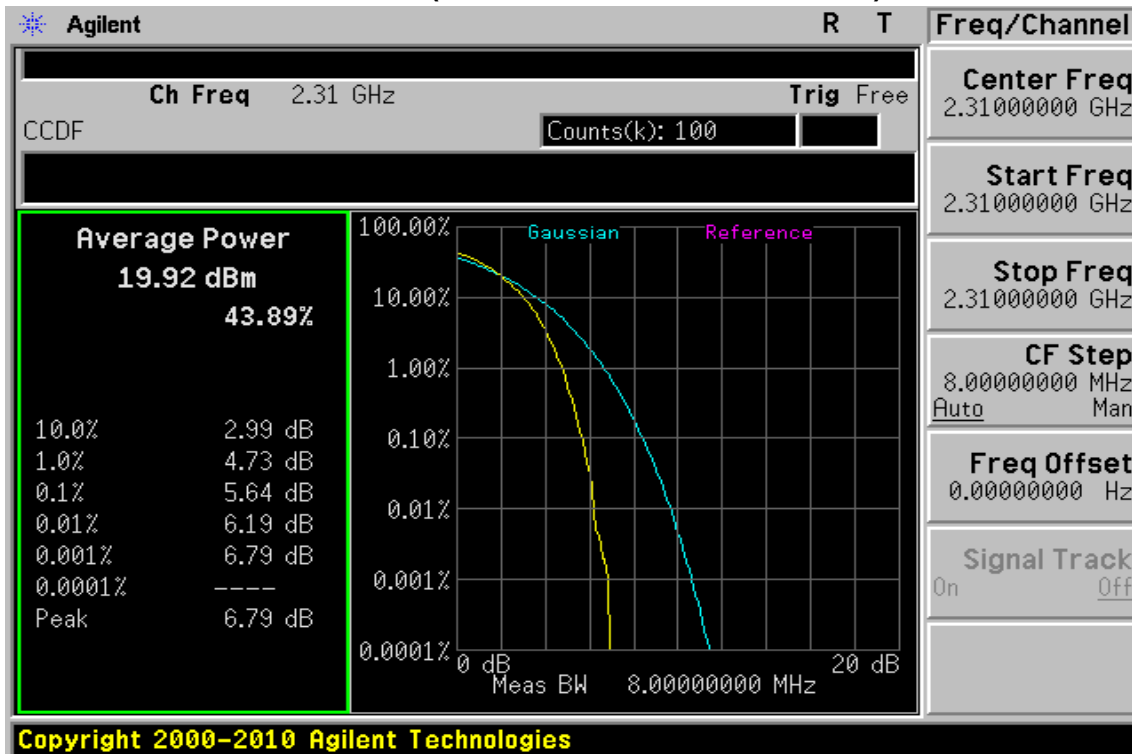 Agilent R T
Ch Freq 2.31 GHz Trig Free
CCDF Counts(k): 100
Average Power
19.92 dBm
43.89%
10.0% 2.99 dB
1.0% 4.73 dB
0.1% 5.64 dB
0.01% 6.19 dB
0.001% 6.79 dB
0.0001% ----
Peak 6.79 dB
Gaussian Reference
100.00%
10.00%
1.00%
0.10%
0.01%
0.001%
0.0001%
0 dB 20 dB
Meas BW 8.00000000 MHz
Freq/Channel
Center Freq
2.31000000 GHz
Start Freq
2.31000000 GHz
Stop Freq
2.31000000 GHz
CF Step
8.00000000 MHz
Auto Man
Freq Offset
0.00000000 Hz
Signal Track
On Off
Copyright 2000-2010 Agilent Technologies